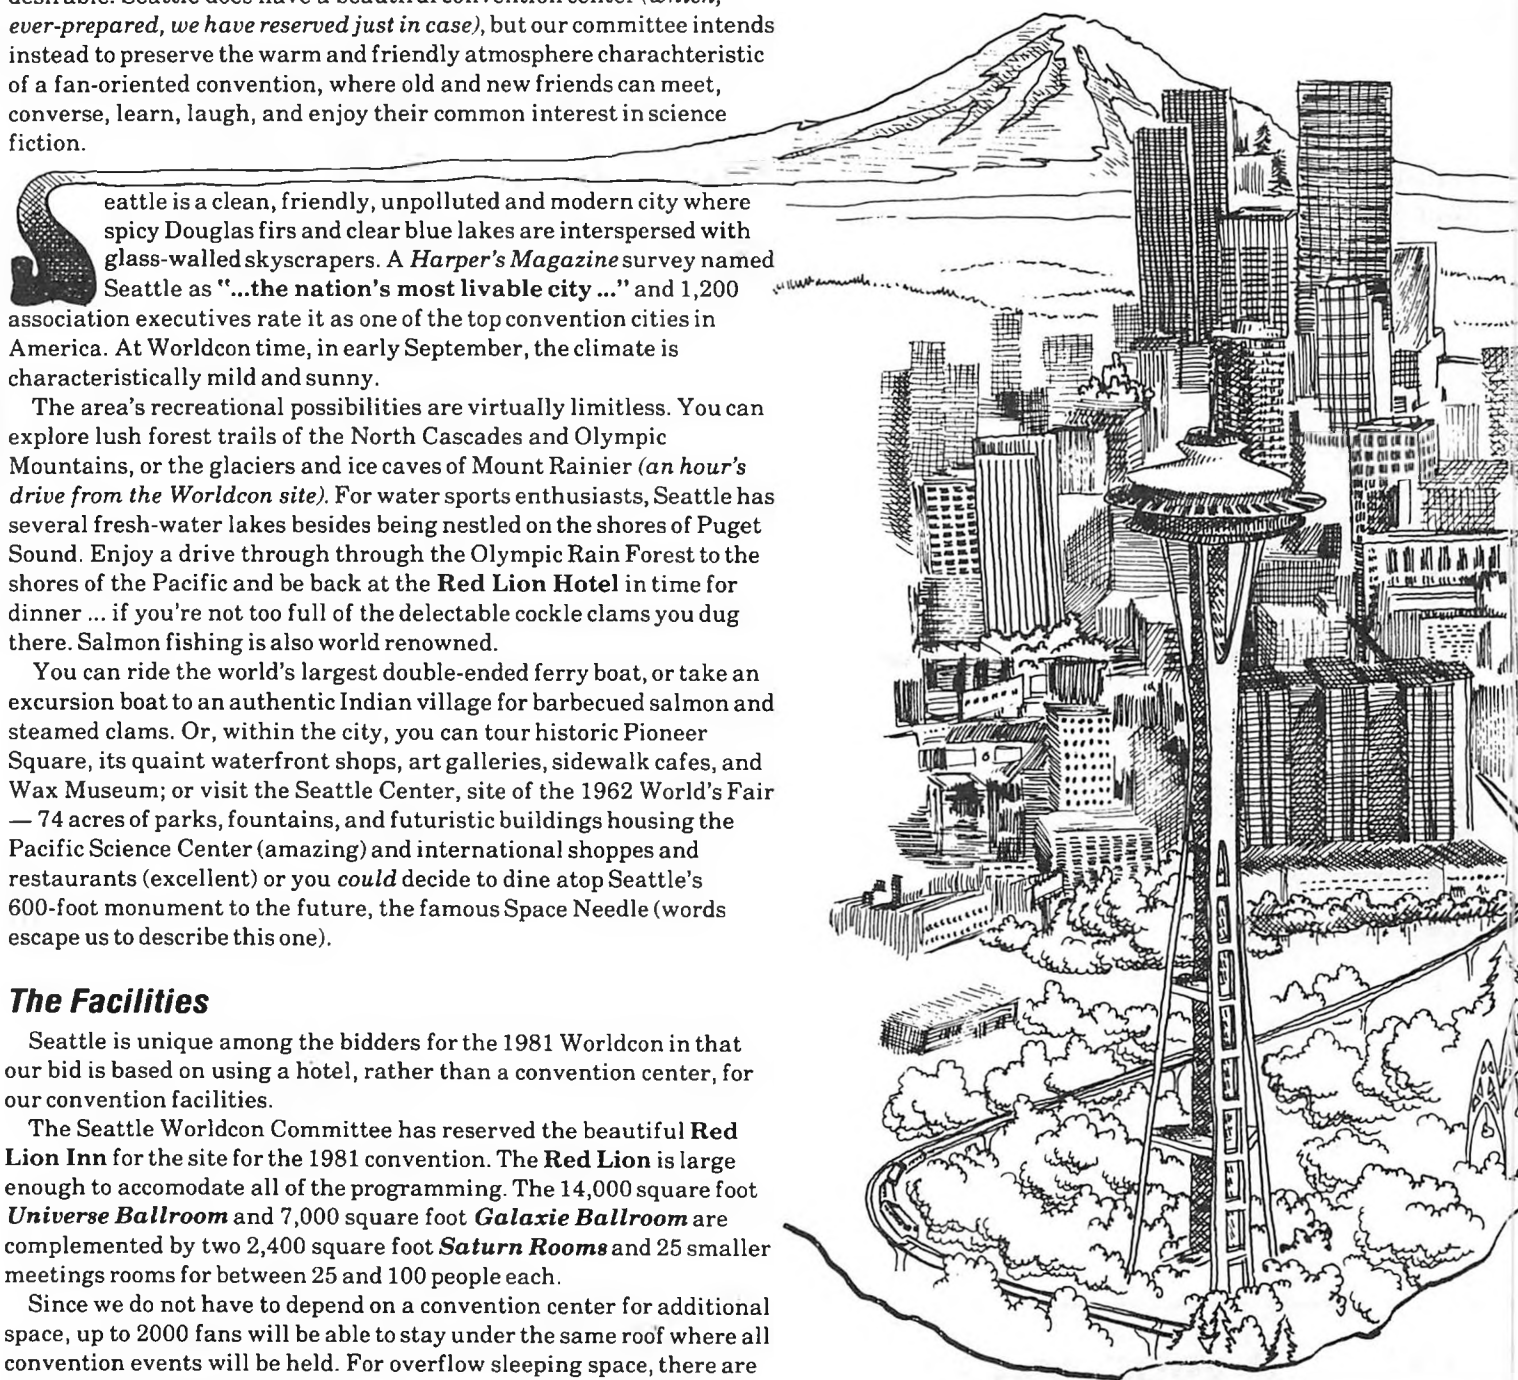 ever-prepared, we have reserved just in case), but our committee intends
instead to preserve the warm and friendly atmosphere charachteristic
of a fan-oriented convention, where old and new friends can meet,
converse, learn, laugh, and enjoy their common interest in science
fiction.
Seattle is a clean, friendly, unpolluted and modern city where
spicy Douglas firs and clear blue lakes are interspersed with
glass-walled skyscrapers. A Harper's Magazine survey named
Seattle as "...the nation's most livable city ..." and 1,200
association executives rate it as one of the top convention cities in
America. At Worldcon time, in early September, the climate is
characteristically mild and sunny.
The area's recreational possibilities are virtually limitless. You can
explore lush forest trails of the North Cascades and Olympic
Mountains, or the glaciers and ice caves of Mount Rainier (an hour's
drive from the Worldcon site). For water sports enthusiasts, Seattle has
several fresh-water lakes besides being nestled on the shores of Puget
Sound. Enjoy a drive through through the Olympic Rain Forest to the
shores of the Pacific and be back at the Red Lion Hotel in time for
dinner ... if you're not too full of the delectable cockle clams you dug
there. Salmon fishing is also world renowned.
You can ride the world's largest double-ended ferry boat, or take an
excursion boat to an authentic Indian village for barbecued salmon and
steamed clams. Or, within the city, you can tour historic Pioneer
Square, its quaint waterfront shops, art galleries, sidewalk cafes, and
Wax Museum; or visit the Seattle Center, site of the 1962 World's Fair
— 74 acres of parks, fountains, and futuristic buildings housing the
Pacific Science Center (amazing) and international shoppes and
restaurants (excellent) or you could decide to dine atop Seattle's
600-foot monument to the future, the famous Space Needle (words
escape us to describe this one).
The Facilities
Seattle is unique among the bidders for the 1981 Worldcon in that
our bid is based on using a hotel, rather than a convention center, for
our convention facilities.
The Seattle Worldcon Committee has reserved the beautiful Red
Lion Inn for the site for the 1981 convention. The Red Lion is large
enough to accomodate all of the programming. The 14,000 square foot
Universe Ballroom and 7,000 square foot Galaxie Ballroom are
complemented by two 2,400 square foot Saturn Rooms and 25 smaller
meetings rooms for between 25 and 100 people each.
Since we do not have to depend on a convention center for additional
space, up to 2000 fans will be able to stay under the same roof where all
convention events will be held. For overflow sleeping space, there are